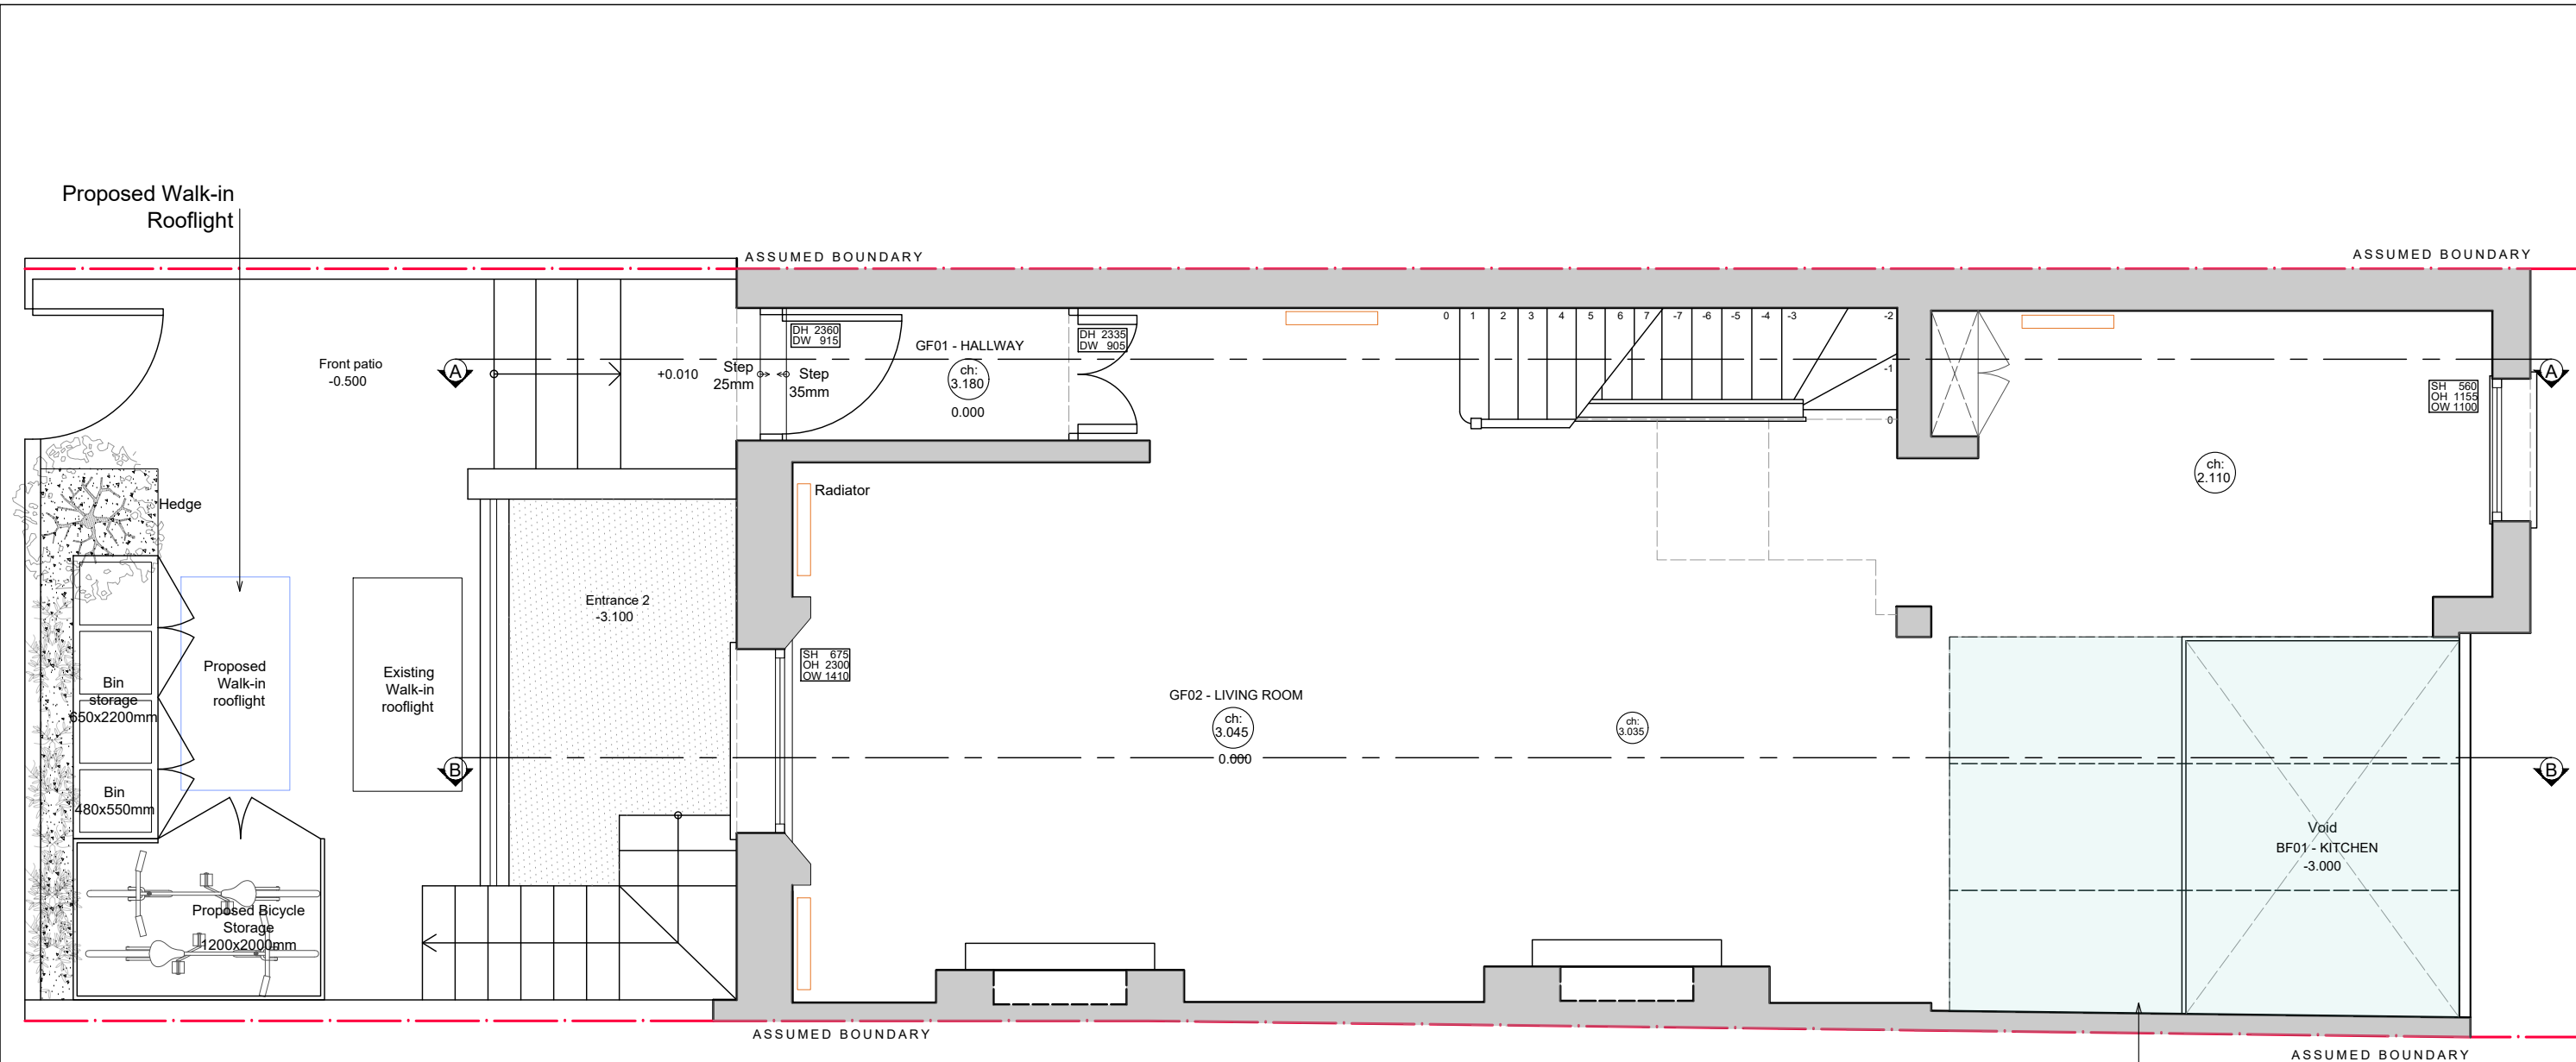 Proposed Walk-in
Rooflight
ASSUMED BOUNDARY
ASSUMED BOUNDARY
Front patio
-0.500
A
+0.010
Step
25mm
Step
35mm
DH 2360
DW 915
GF01 - HALLWAY
ch:
3.180
0.000
DH 2335
DW 905
0
1
2
3
4
5
6
7
-7
-6
-5
-4
-3
-2
-1
0
A
SH 560
OH 1155
OW 1100
ch:
2.110
Hedge
Radiator
Entrance 2
-3.100
SH 675
OH 2300
OW 1410
Bin
storage
650x2200mm
Proposed
Walk-in
rooflight
Existing
Walk-in
rooflight
GF02 - LIVING ROOM
ch:
3.045
0.000
ch:
3.035
B
B
Bin
480x550mm
Void
BF01 - KITCHEN
-3.000
Proposed Bicycle
Storage
1200x2000mm
ASSUMED BOUNDARY
ASSUMED BOUNDARY